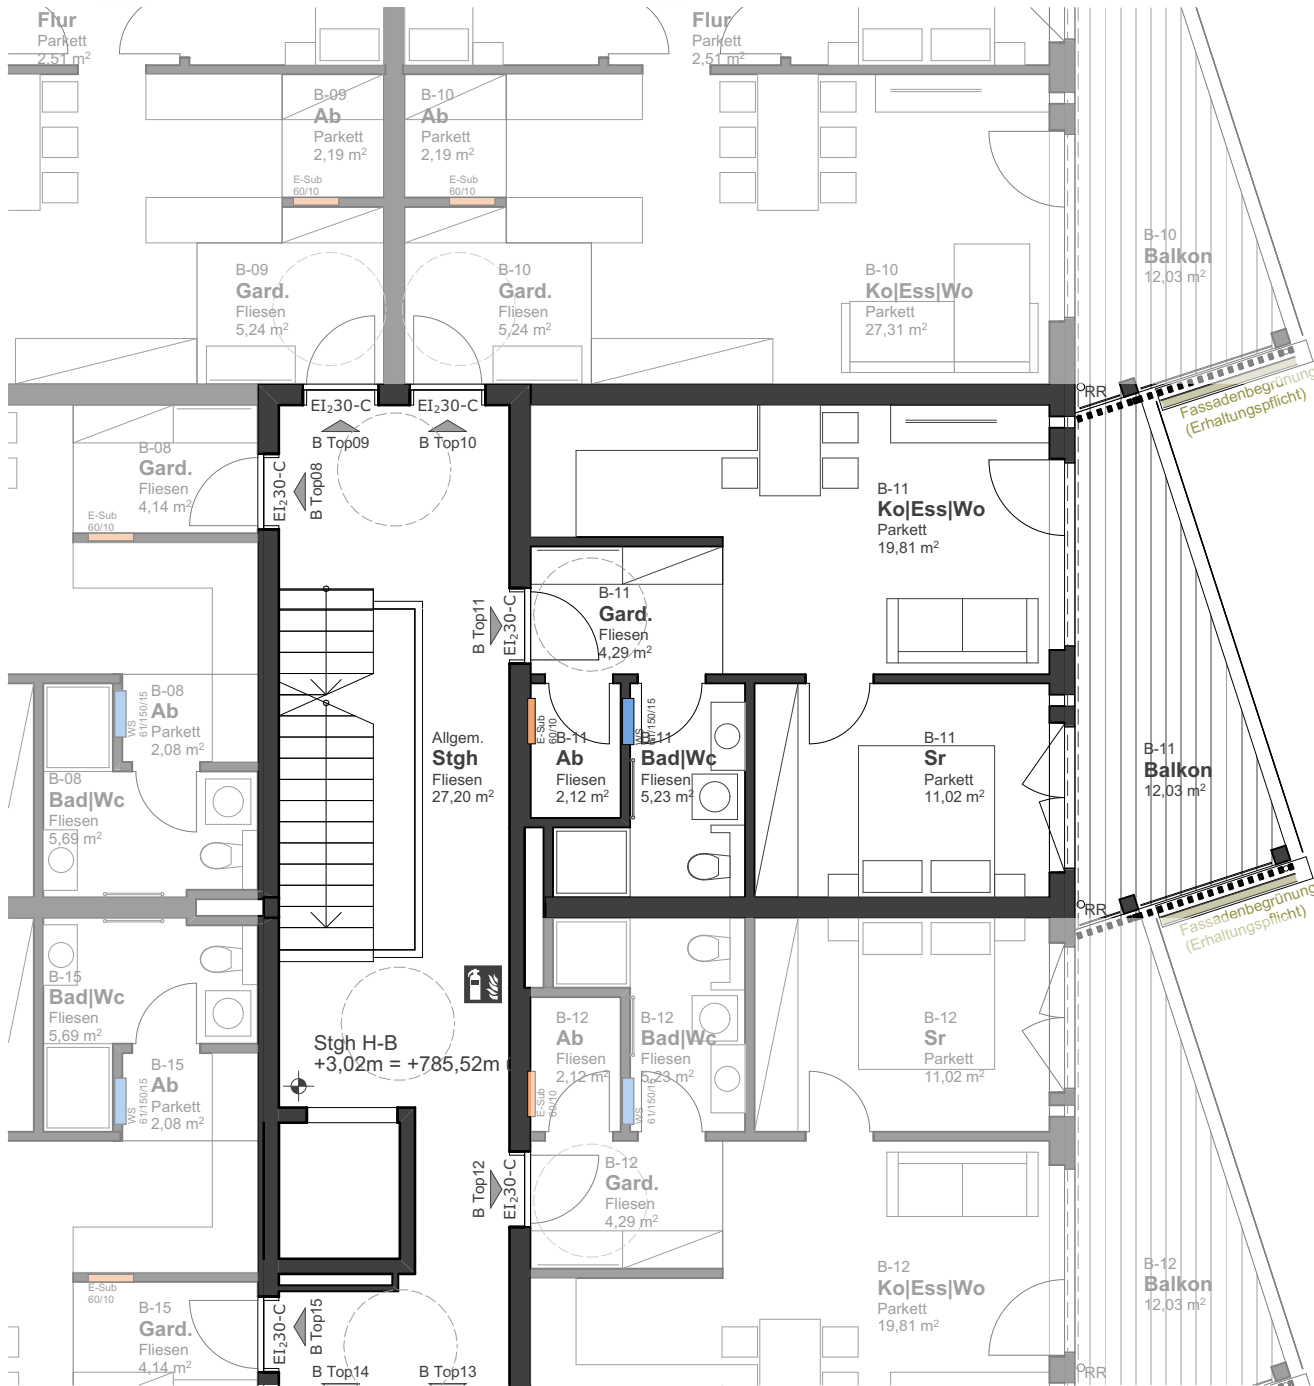 Flur
Parkett
2,51 m²
Flur
Parkett
2,51 m²
B-09
Ab
Parkett
2,19 m²
B-10
Ab
Parkett
2,19 m²
E-Sub
60/10
E-Sub
60/10
B-09
Gard.
Fliesen
5,24 m²
B-10
Gard.
Fliesen
5,24 m²
B-10
Ko|Ess|Wo
Parkett
27,31 m²
B-10
Balkon
12,03 m²
EI₂30-C
EI₂30-C
B Top09
B Top10
RR
Fassadenbegrünung
(Erhaltungspflicht)
B-08
Gard.
Fliesen
4,14 m²
EI₂30-C
B Top08
E-Sub
60/10
B-11
Ko|Ess|Wo
Parkett
19,81 m²
B Top11
EI₂30-C
B-11
Gard.
Fliesen
4,29 m²
B-08
Ab
Parkett
2,08 m²
WS
61/150/15
Allgem.
Stgh
Fliesen
27,20 m²
E-Sub
60/10
B-11
Ab
Fliesen
2,12 m²
WS
61/150/15
B-11
Bad|Wc
Fliesen
5,23 m²
B-11
Sr
Parkett
11,02 m²
B-11
Balkon
12,03 m²
B-08
Bad|Wc
Fliesen
5,69 m²
RR
Fassadenbegrünung
(Erhaltungspflicht)
B-15
Bad|Wc
Fliesen
5,69 m²
Stgh H-B
+3,02m = +785,52m
B-12
Ab
Fliesen
2,12 m²
E-Sub
60/10
B-12
Bad|Wc
Fliesen
5,23 m²
WS
61/150/15
B-12
Sr
Parkett
11,02 m²
B-15
Ab
Parkett
2,08 m²
WS
61/150/15
B Top12
EI₂30-C
B-12
Gard.
Fliesen
4,29 m²
B-12
Ko|Ess|Wo
Parkett
19,81 m²
B-12
Balkon
12,03 m²
E-Sub
60/10
B-15
Gard.
Fliesen
4,14 m²
EI₂30-C
B Top15
B Top14
B Top13
RR